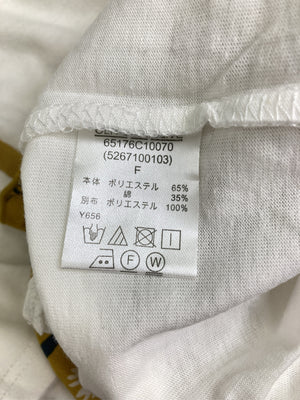 65176C10070
(5267100103)
F
本体 ポリエステル 65%
綿 35%
別布 ポリエステル 100%
Y656
F W